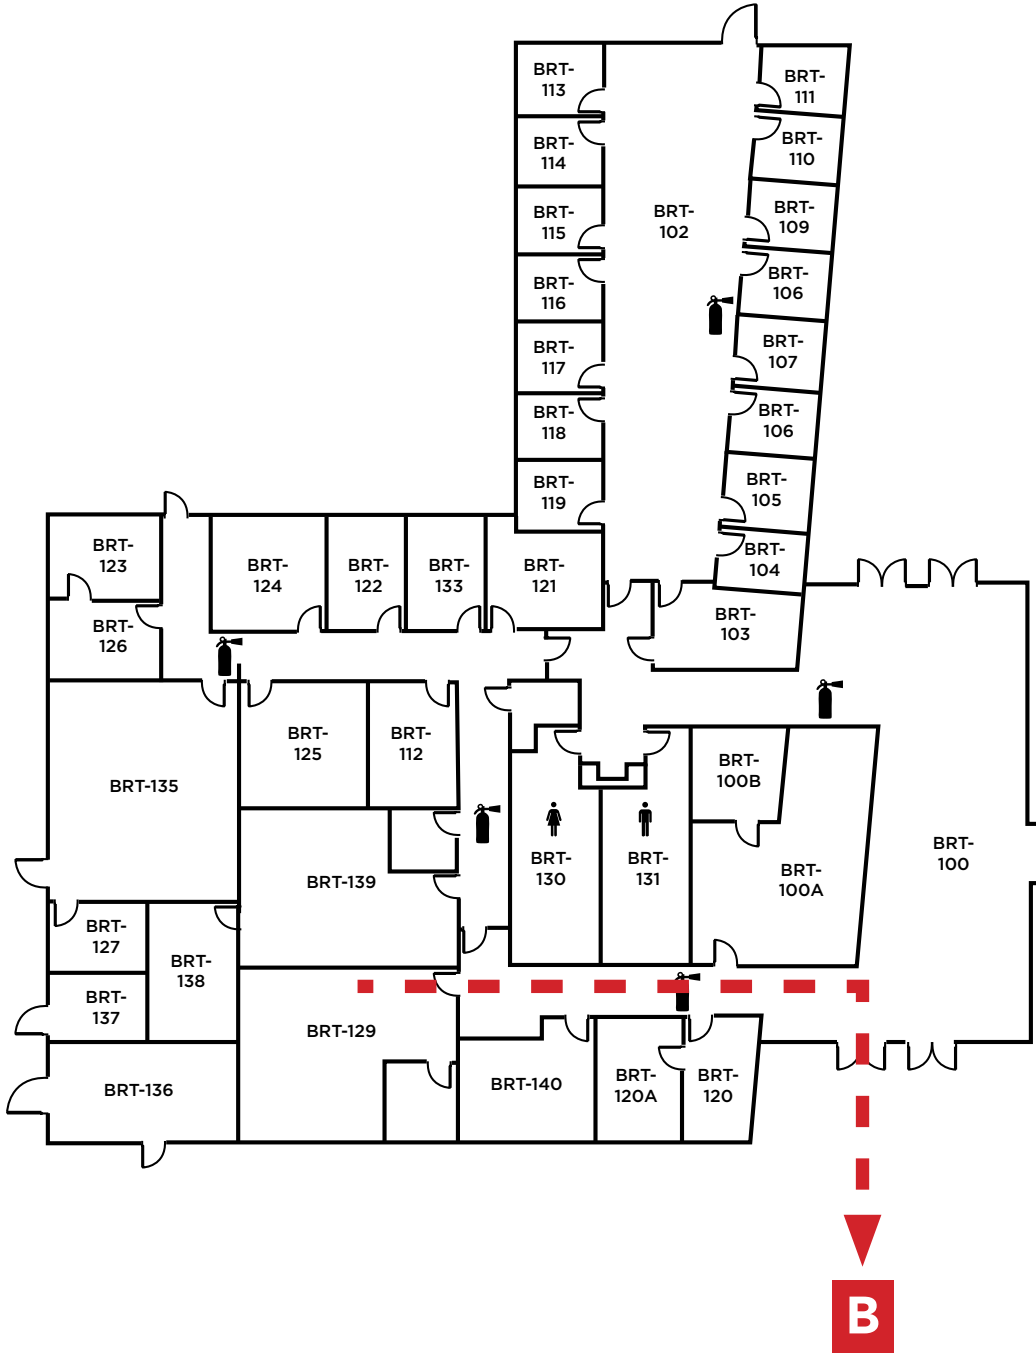 BRT-
113
BRT-
111
BRT-
114
BRT-
110
BRT-
115
BRT-
102
BRT-
109
BRT-
116
BRT-
106
BRT-
117
BRT-
107
BRT-
118
BRT-
106
BRT-
119
BRT-
105
BRT-
123
BRT-
124
BRT-
122
BRT-
133
BRT-
121
BRT-
104
BRT-
126
BRT-
103
BRT-
125
BRT-
112
BRT-
100B
BRT-135
BRT-139
BRT-
130
BRT-
131
BRT-
100A
BRT-
100
BRT-
127
BRT-
138
BRT-
137
BRT-129
BRT-136
BRT-140
BRT-
120A
BRT-
120
B